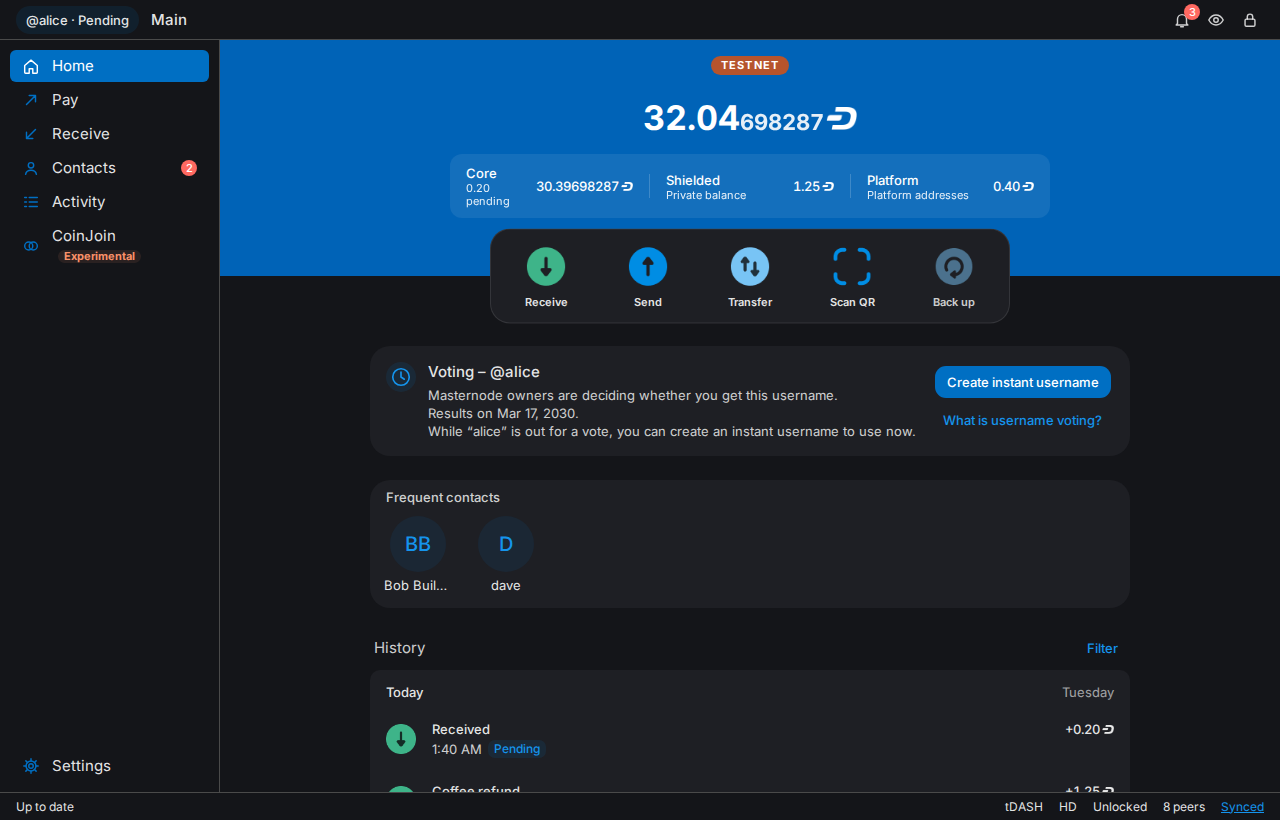 @alice · Pending Main 3
Home
Pay
Receive
Contacts 2
Activity
CoinJoin
Experimental
Settings
TESTNET
32.04698287
Core
0.20
pending
30.39698287
Shielded
Private balance
1.25
Platform
Platform addresses
0.40
Receive
Send
Transfer
Scan QR
Back up
Voting – @alice
Masternode owners are deciding whether you get this username.
Results on Mar 17, 2030.
While “alice” is out for a vote, you can create an instant username to use now.
Create instant username
What is username voting?
Frequent contacts
BB
Bob Buil...
D
dave
History Filter
Today Tuesday
Received +0.20
1:40 AM Pending
Coffee refund +1.25
Up to date tDASH HD Unlocked 8 peers Synced